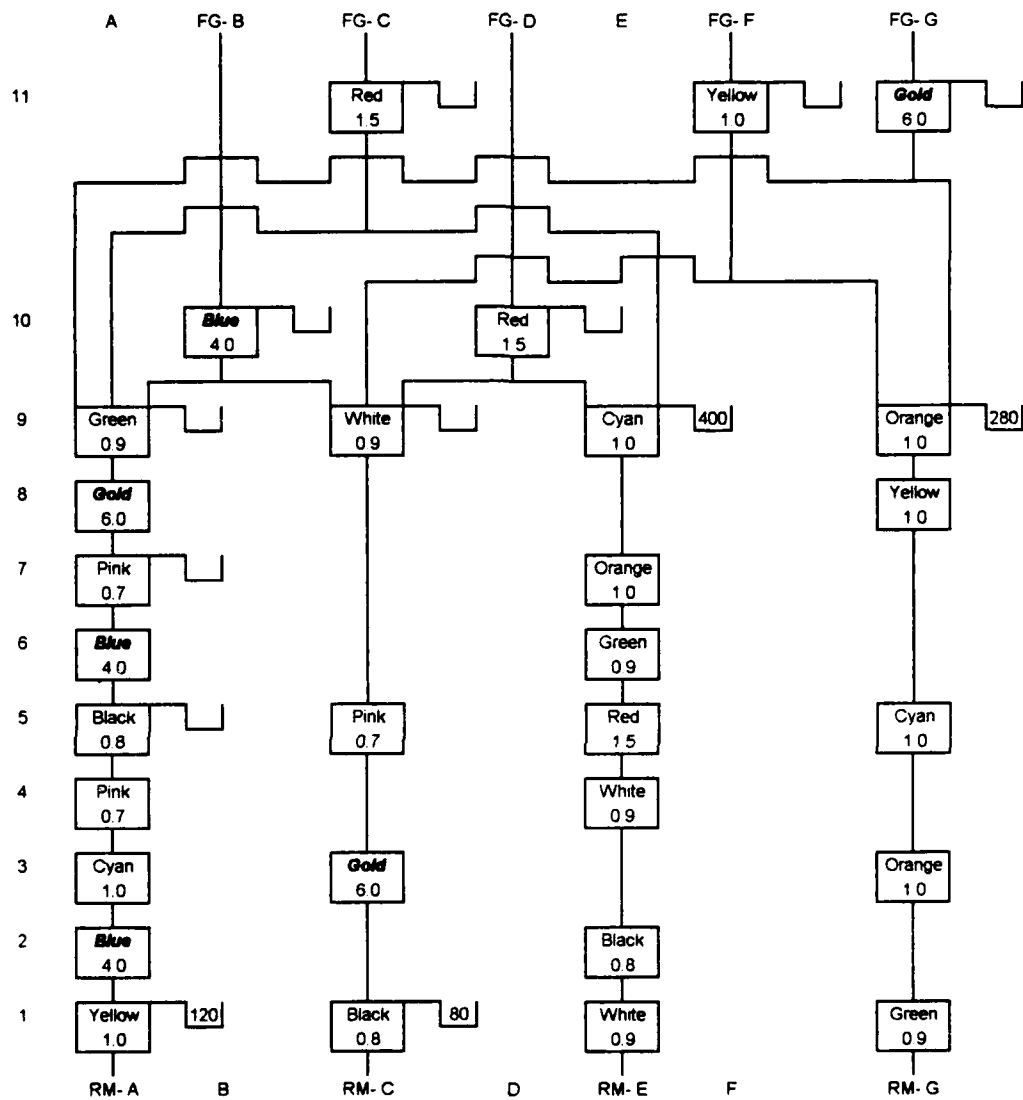 A FG- B FG- C FG- D E FG- F FG- G
11 Red Yellow Gold
1.5 1 0 6 0
10 Blue Red
4 0 1 5
9 Green White Cyan 400 Orange 280
0.9 0 9 1 0 1 0
8 Gold Yellow
6.0 1 0
7 Pink Orange
0.7 1 0
6 Blue Green
4 0 0 9
5 Black Pink Red Cyan
0.8 0.7 1 5 1 0
4 Pink White
0.7 0 9
3 Cyan Gold Orange
1.0 6 0 1 0
2 Blue Black
4 0 0.8
1 Yellow 120 Black 80 White Green
1.0 0.8 0.9 0.9
RM- A B RM- C D RM- E F RM- G